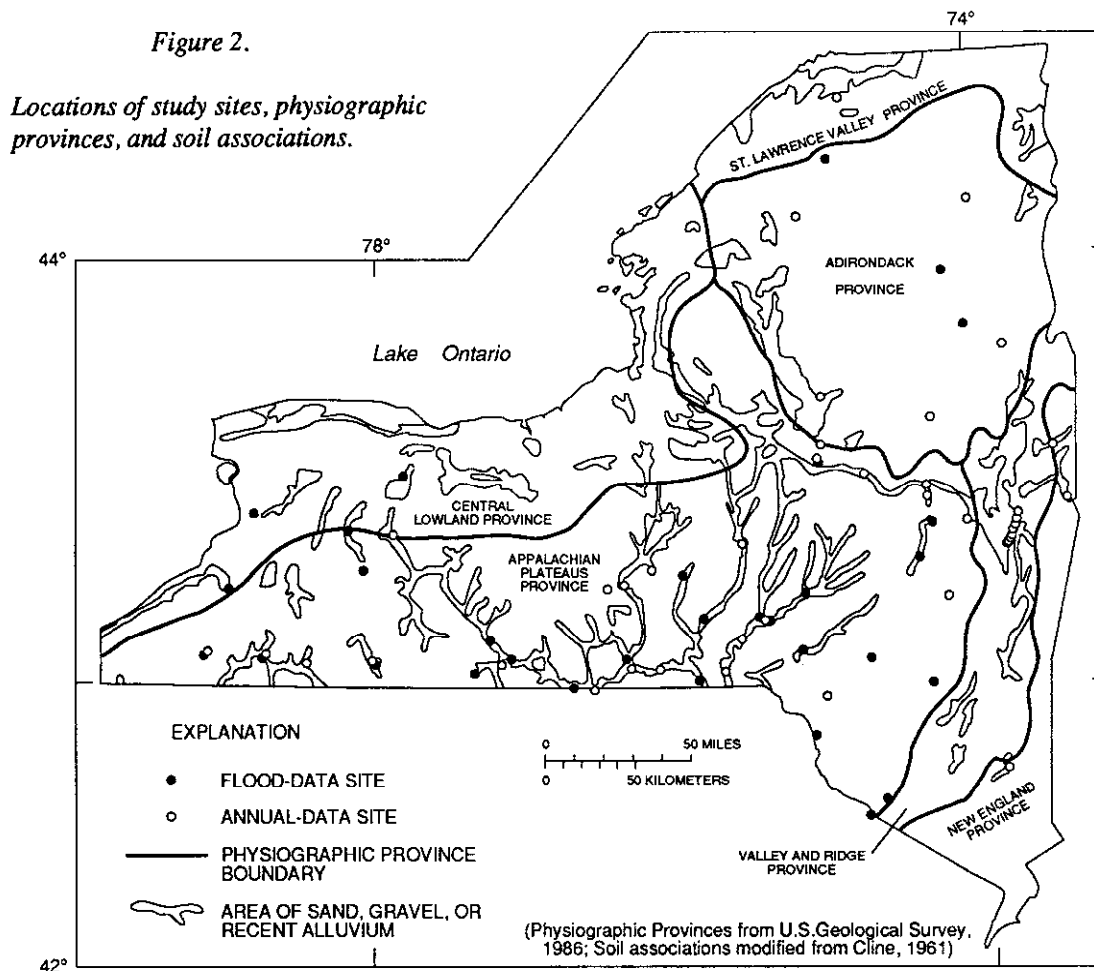 Figure 2.
Locations of study sites, physiographic
provinces, and soil associations.
74°
ST. LAWRENCE VALLEY PROVINCE
78°
44°
ADIRONDACK
PROVINCE
Lake Ontario
CENTRAL
LOWLAND PROVINCE
APPALACHIAN
PLATEAUS
PROVINCE
EXPLANATION
FLOOD-DATA SITE
ANNUAL-DATA SITE
PHYSIOGRAPHIC PROVINCE
BOUNDARY
AREA OF SAND, GRAVEL, OR
RECENT ALLUVIUM
0 50 MILES
0 50 KILOMETERS
NEW ENGLAND
PROVINCE
VALLEY AND RIDGE
PROVINCE
(Physiographic Provinces from U.S.Geological Survey,
1986; Soil associations modified from Cline, 1961)
42°